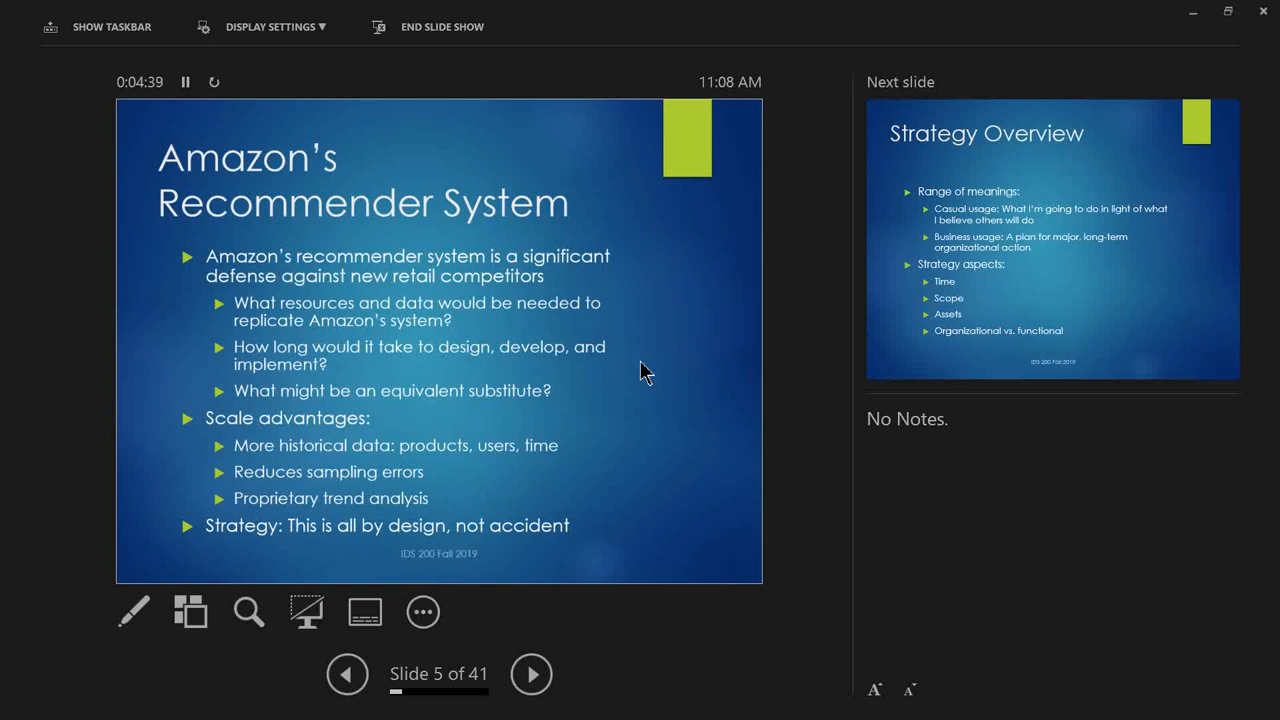 SHOW TASKBAR
DISPLAY SETTINGS ▼
END SLIDE SHOW
0:04:39
11:08 AM
Amazon's
Recommender System
Amazon's recommender system is a significant
defense against new retail competitors
What resources and data would be needed to
replicate Amazon's system?
How long would it take to design, develop, and
implement?
What might be an equivalent substitute?
Scale advantages:
More historical data: products, users, time
Reduces sampling errors
Proprietary trend analysis
Strategy: This is all by design, not accident
IDS 200 Fall 2019
Slide 5 of 41
Next slide
Strategy Overview
Range of meanings:
Casual usage: What I'm going to do in light of what
I believe others will do
Business usage: A plan for major, long-term
organizational action
Strategy aspects:
Time
Scope
Assets
Organizational vs. functional
IDS 200 Fall 2019
No Notes.
A A